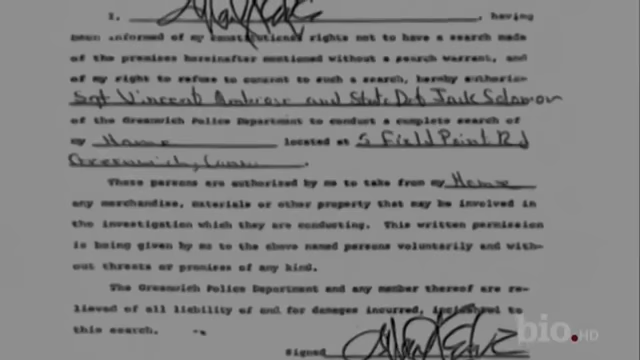 I, , having
been informed of my constitutional rights not to have a search made
of the premises hereinafter mentioned without a search warrant, and
of my right to refuse to consent to such a search, hereby authorize
Sgt Vincent Ambrose and State Det Jack Solomon
of the Greenwich Police Department to conduct a complete search of
my Home located at 5 Field Point Rd
Greenwich, Conn.
These persons are authorized by me to take from my Home
any merchandise, materials or other property that may be involved in
the investigation which they are conducting. This written permission
is being given by me to the above named persons voluntarily and with-
out threats or promises of any kind.
The Greenwich Police Department and any member thereof are re-
lieved of all liability of and for damages incurred, incidental to
this search.
Signed
bio.HD